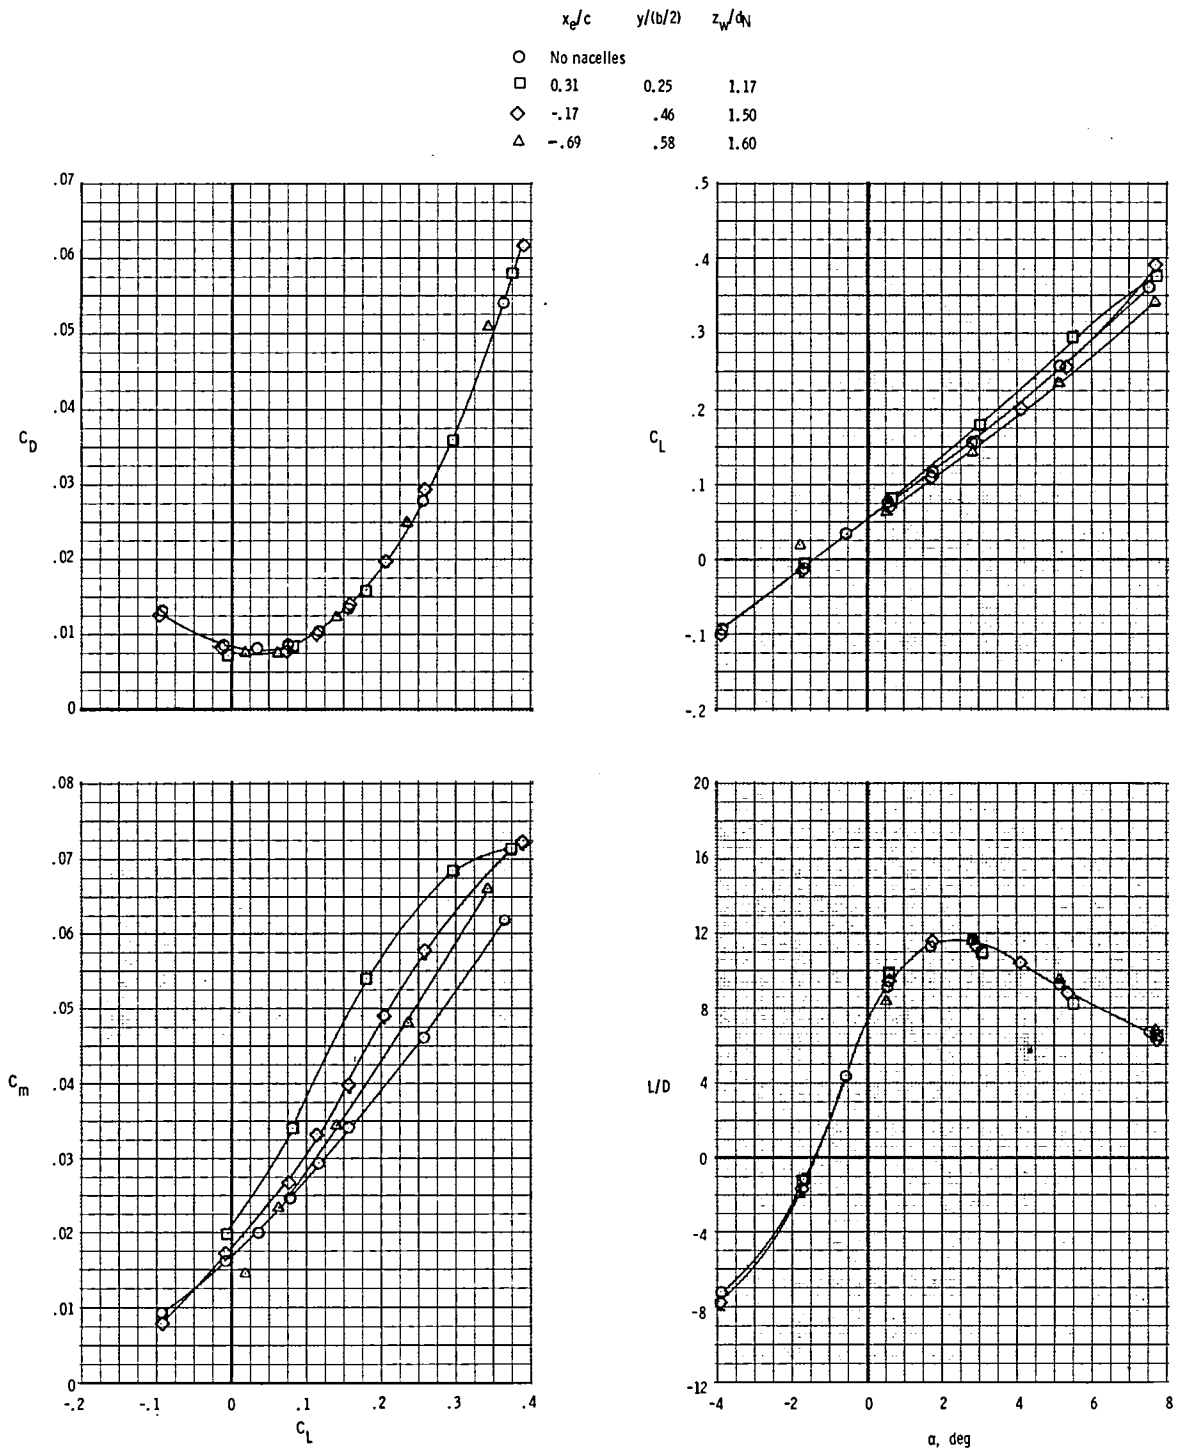 x_e/c y/(b/2) z_w/d_N
No nacelles
0.31 0.25 1.17
-.17 .46 1.50
-.69 .58 1.60
.07
.06
.05
.04
C_D
.03
.02
.01
0
.5
.4
.3
.2
C_L
.1
0
-.1
-.2
.08
.07
.06
.05
C_m
.04
.03
.02
.01
0
-.2 -.1 0 .1 .2 .3 .4
C_L
20
16
12
8
L/D
4
0
-4
-8
-12
-4 -2 0 2 4 6 8
α, deg